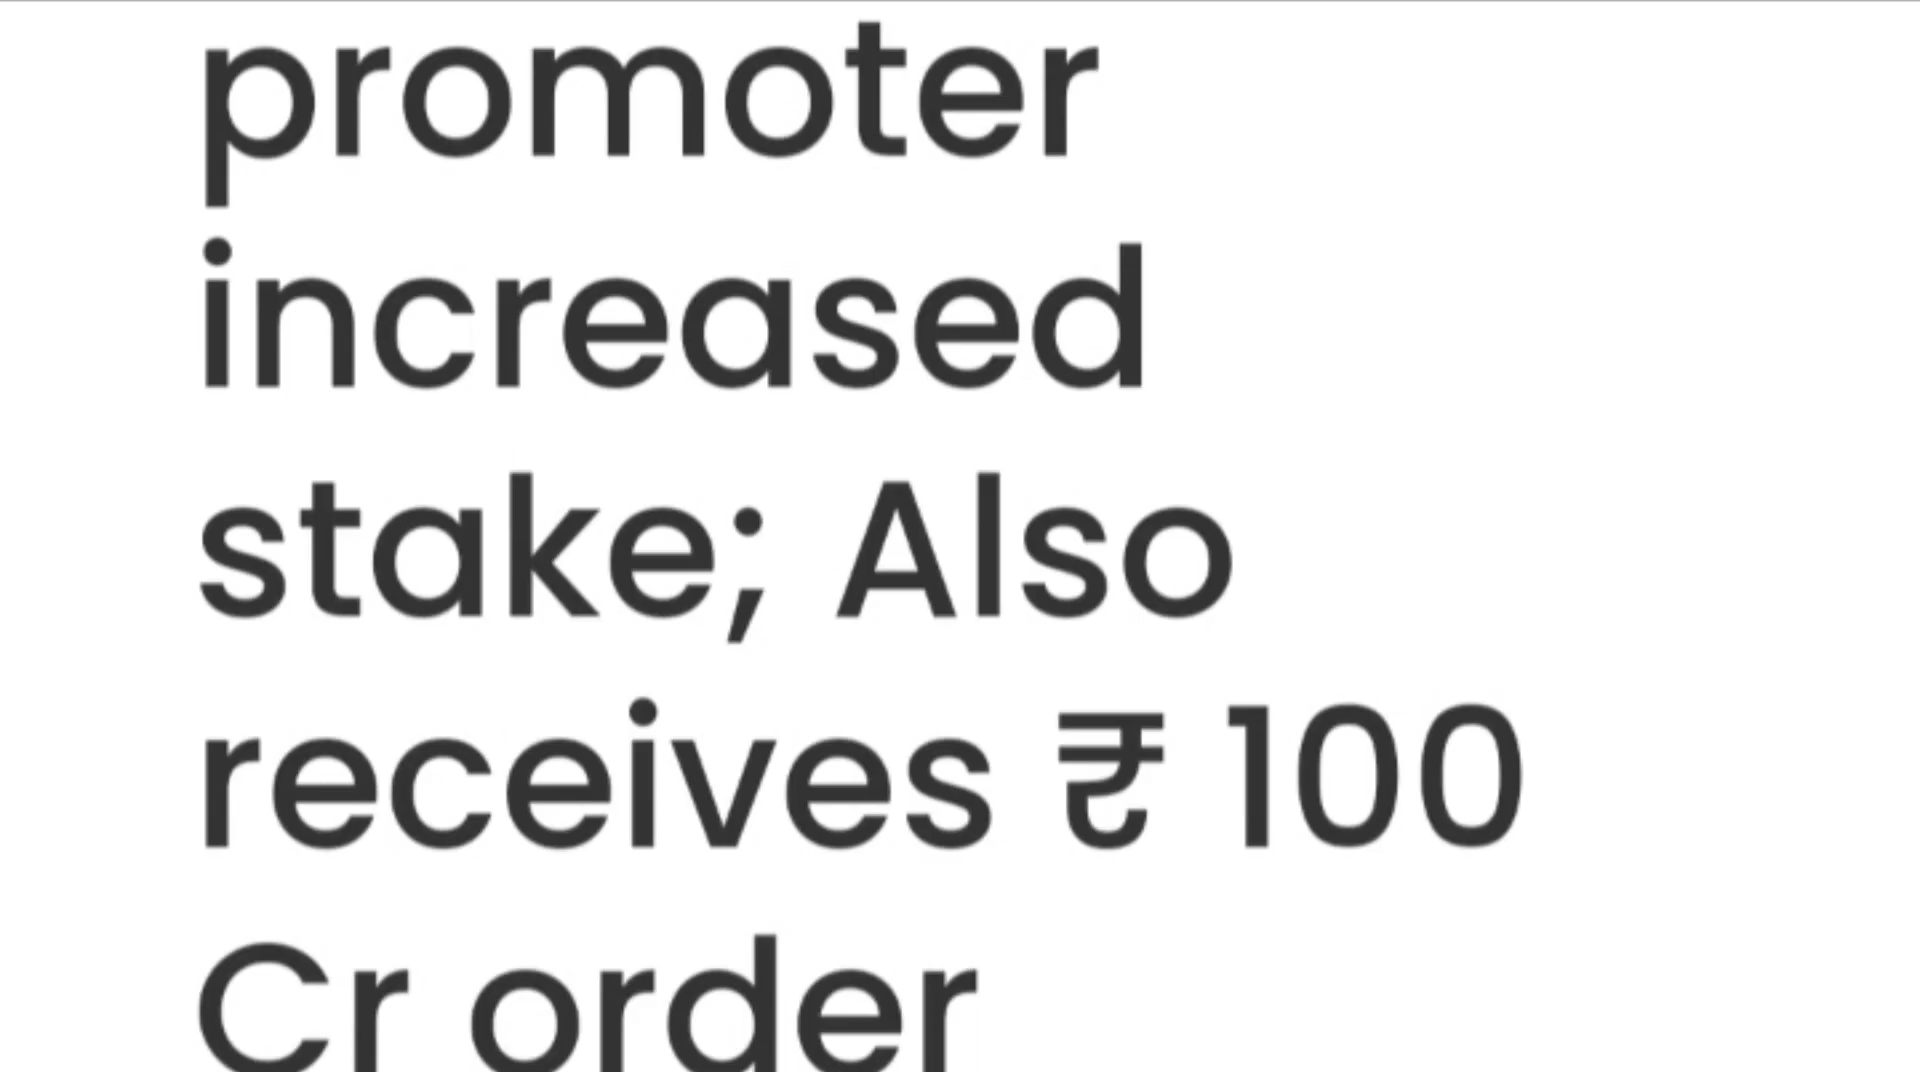 promoter
increased
stake; Also
receives ₹ 100
Cr order